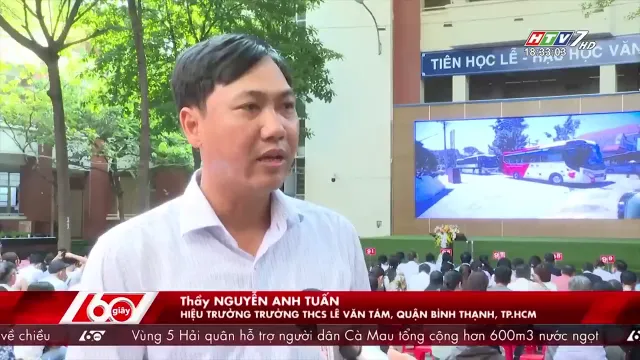 HTV7 HD
18:33:03
TIÊN HỌC LỄ - HẬU HỌC VĂN
60 giây
Thầy NGUYỄN ANH TUẤN
HIỆU TRƯỞNG TRƯỜNG THCS LÊ VĂN TÁM, QUẬN BÌNH THẠNH, TP.HCM
về chiều
60s
Vùng 5 Hải quân hỗ trợ người dân Cà Mau tổng cộng hơn 600m3 nước ngọt